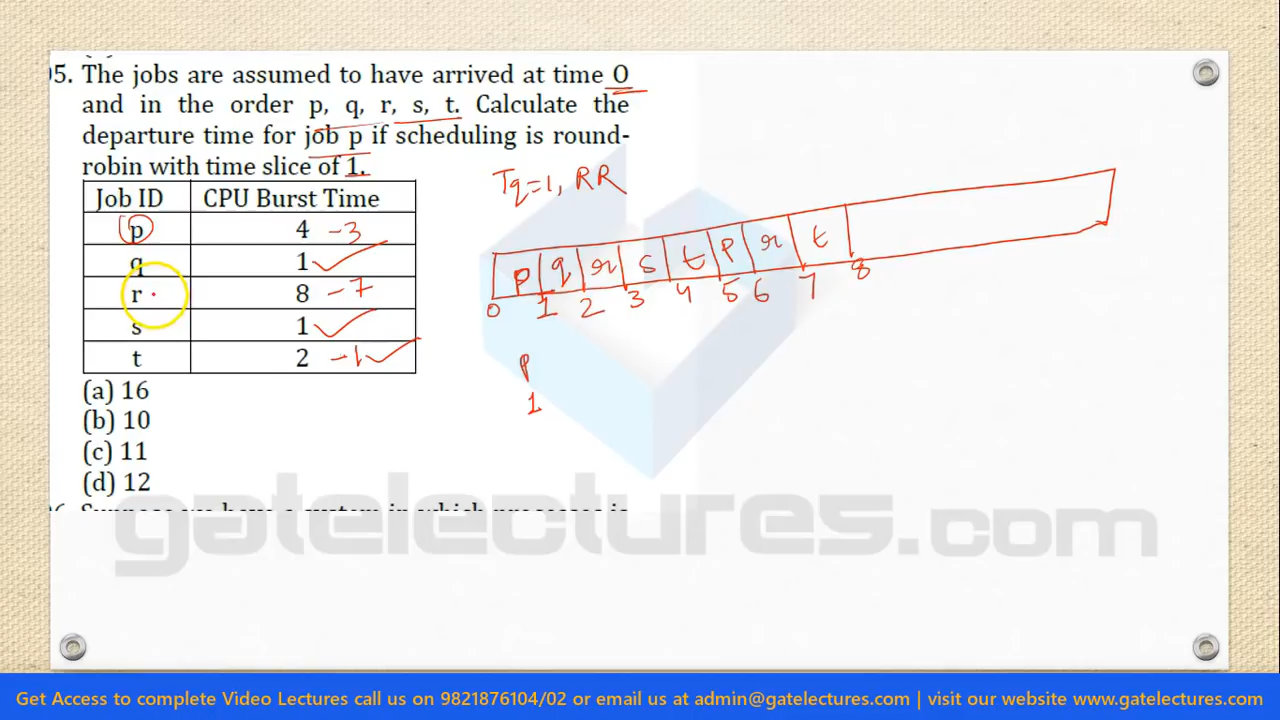 05. The jobs are assumed to have arrived at time 0
and in the order p, q, r, s, t. Calculate the
departure time for job p if scheduling is round-
robin with time slice of 1.
Job ID CPU Burst Time
p 4 -3
q 1
r 8 -7
s 1
t 2 -1
(a) 16
(b) 10
(c) 11
(d) 12
Tq=1, RR
p q r s t p r t
0 1 2 3 4 5 6 7 8
p
1
gatelectures.com
Get Access to complete Video Lectures call us on 9821876104/02 or email us at admin@gatelectures.com | visit our website www.gatelectures.com